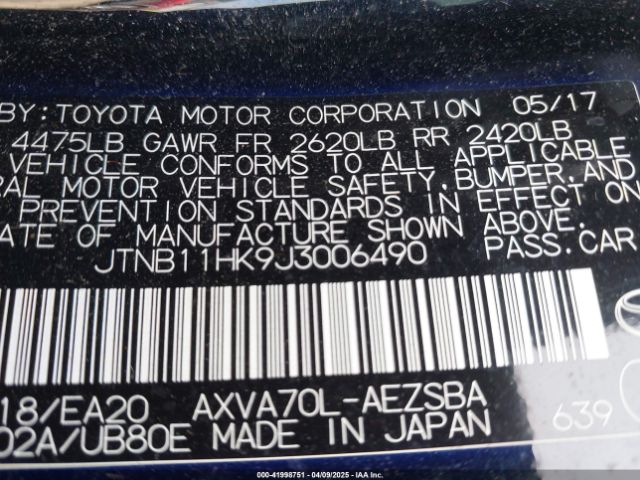 BY: TOYOTA MOTOR CORPORATION 05/17
4475LB GAWR FR 2620LB RR 2420LB
VEHICLE CONFORMS TO ALL APPLICABLE
RAL MOTOR VEHICLE SAFETY, BUMPER, AND
PREVENTION STANDARDS IN EFFECT ON
ATE OF MANUFACTURE SHOWN ABOVE.
JTNB11HK9J3006490 PASS.CAR
18/EA20 AXVA70L-AEZSBA
02A/UB80E MADE IN JAPAN 639
000-41998751 04/09/2025 IAAI, Inc.